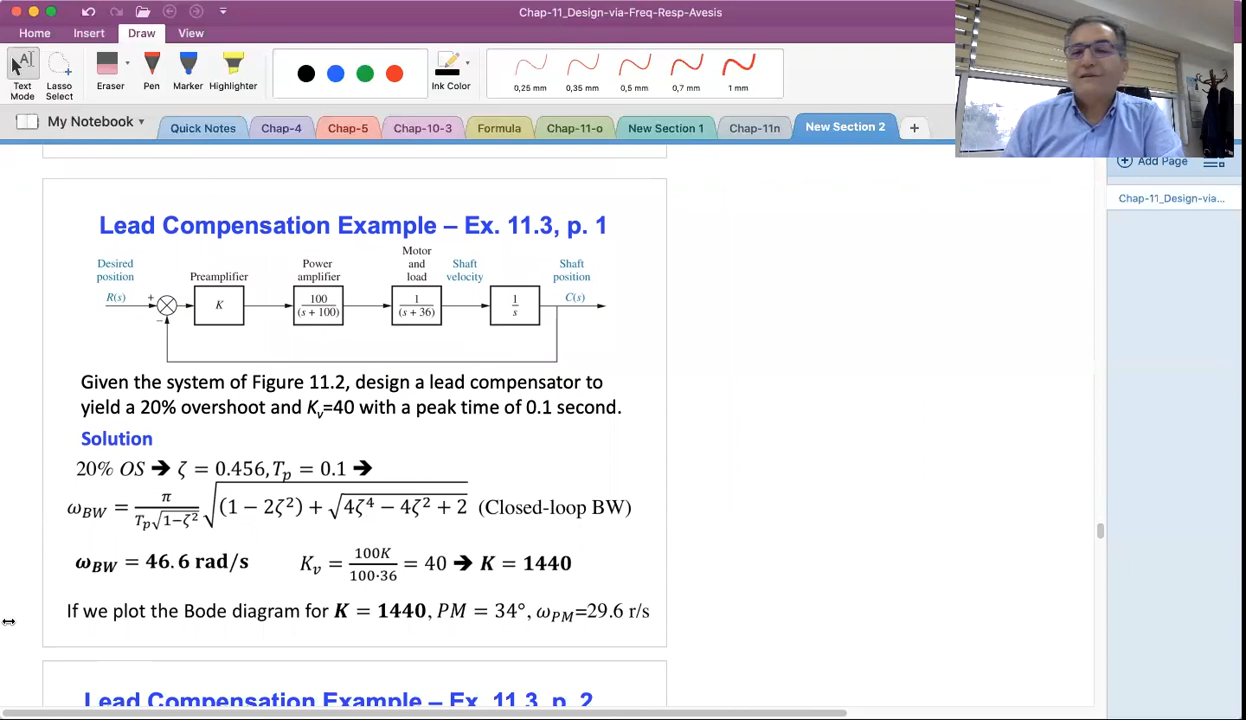 Chap-11_Design-via-Freq-Resp-Avesis
Home Insert Draw View
Text Mode
Lasso Select
Eraser
Pen
Marker
Highlighter
Ink Color
0,25 mm
0,35 mm
0,5 mm
0,7 mm
1 mm
My Notebook
Quick Notes
Chap-4
Chap-5
Chap-10-3
Formula
Chap-11-o
New Section 1
Chap-11n
New Section 2
+
Add Page
Chap-11_Design-via...
Lead Compensation Example – Ex. 11.3, p. 1
Desired position
R(s)
+
−
Preamplifier
K
Power amplifier
100
(s + 100)
Motor and load
1
(s + 36)
Shaft velocity
1
s
Shaft position
C(s)
Given the system of Figure 11.2, design a lead compensator to
yield a 20% overshoot and Kv=40 with a peak time of 0.1 second.
Solution
20% OS ➔ ζ = 0.456, Tp = 0.1 ➔
ωBW = π / (Tp√(1−ζ²)) √((1 − 2ζ²) + √(4ζ⁴ − 4ζ² + 2)) (Closed-loop BW)
ωBW = 46.6 rad/s Kv = 100K / 100·36 = 40 ➔ K = 1440
If we plot the Bode diagram for K = 1440, PM = 34°, ωPM=29.6 r/s
Lead Compensation Example – Ex. 11.3, p. 2